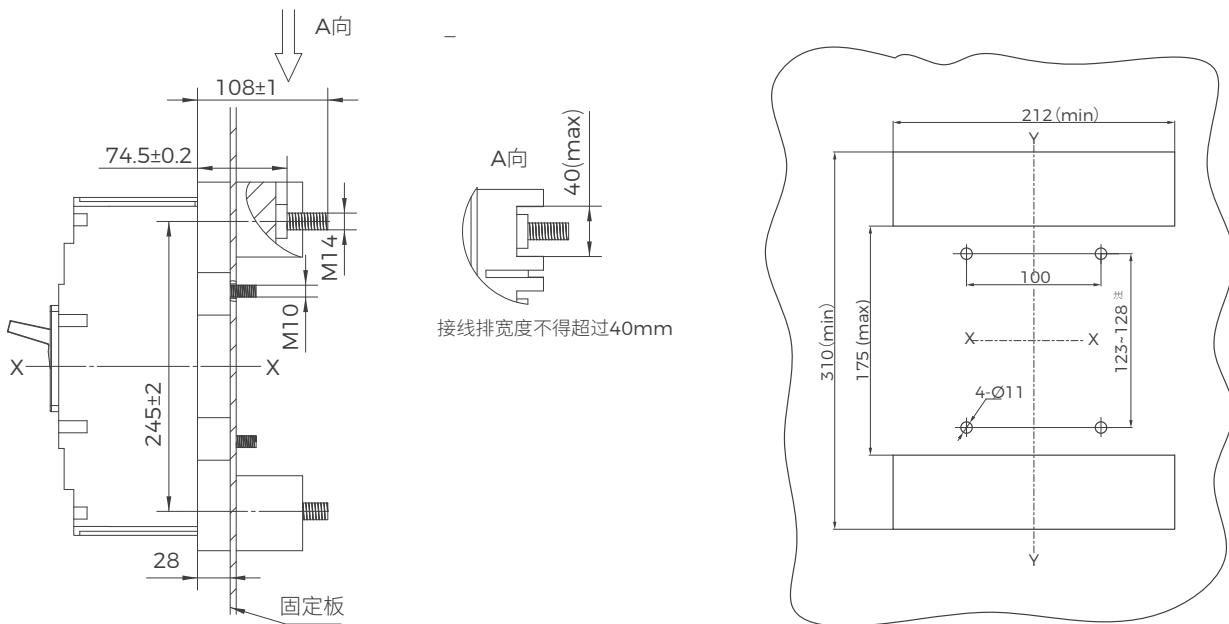 A向
108±1
74.5±0.2
M14
M10
X
X
245±2
28
固定板
A向
40(max)
接线排宽度不得超过40mm
212(min)
Y
310(min)
175 (max)
100
123~128 注
X
X
4-Ø11
Y